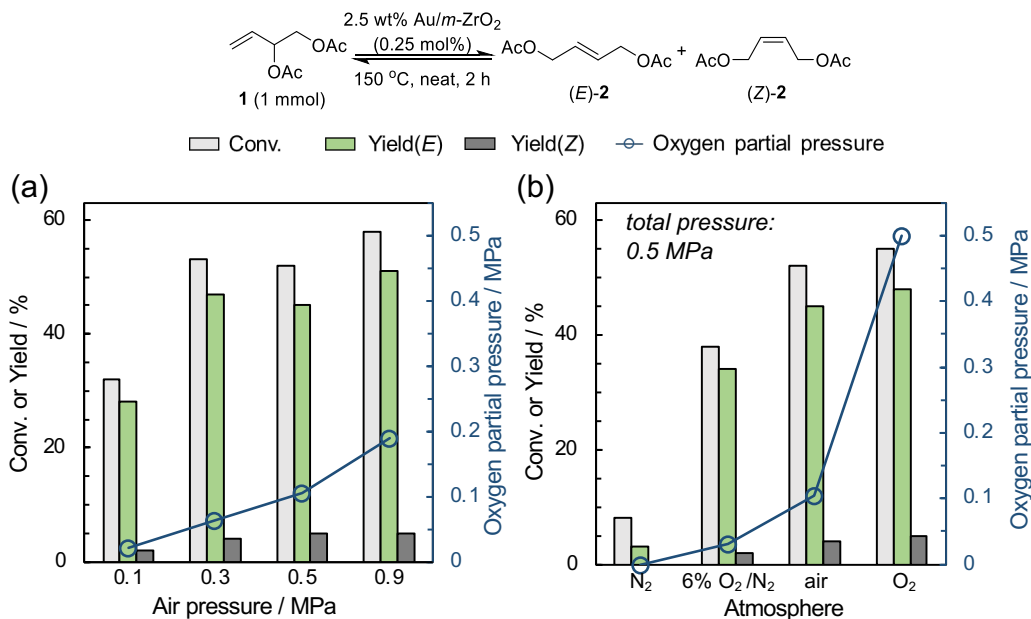 2.5 wt% Au/m-ZrO₂
(0.25 mol%)
150 °C, neat, 2 h
OAc
OAc
1 (1 mmol)
AcO
OAc
(E)-2
+
AcO
OAc
(Z)-2
Conv. Yield(E) Yield(Z) Oxygen partial pressure
(a)
Conv. or Yield / %
60
40
20
0
0.5
0.4
0.3
0.2
0.1
0
Oxygen partial pressure / MPa
0.1 0.3 0.5 0.9
Air pressure / MPa
(b)
total pressure:
0.5 MPa
Conv. or Yield / %
60
40
20
0
0.5
0.4
0.3
0.2
0.1
0
Oxygen partial pressure / MPa
N₂ 6% O₂ /N₂ air O₂
Atmosphere